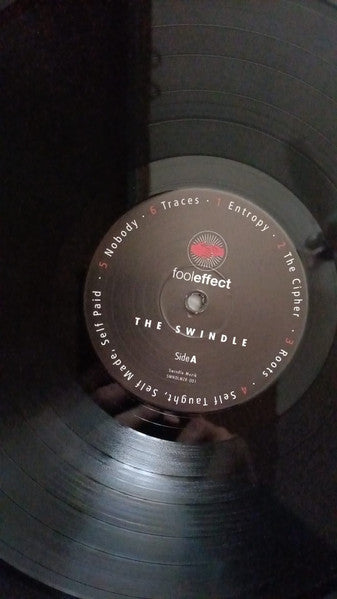 1 Entropy · 2 The Cipher · 3 Roots · 4 Self Taught, Self Made, Self Paid · 5 Nobody · 6 Traces ·
fooleffect
THE SWINDLE
Side A